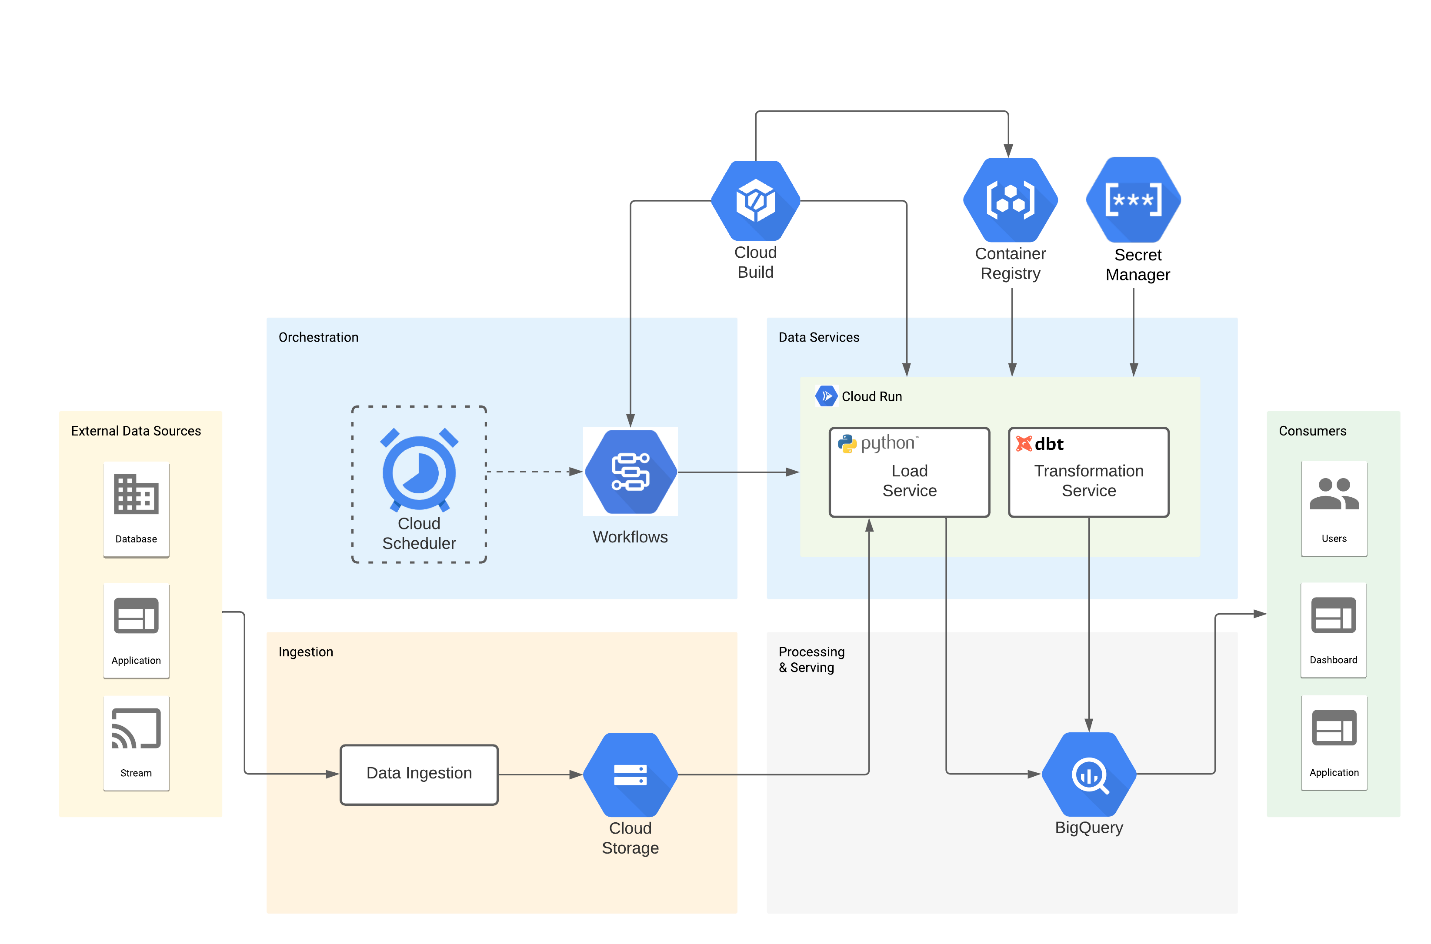 Cloud
Build
Container
Registry
[***]
Secret
Manager
Orchestration
Data Services
Cloud Run
External Data Sources
Consumers
python™
dbt
Load
Service
Transformation
Service
Cloud
Scheduler
Workflows
Database
Users
Ingestion
Processing
& Serving
Application
Dashboard
Stream
Data Ingestion
Application
Cloud
Storage
BigQuery